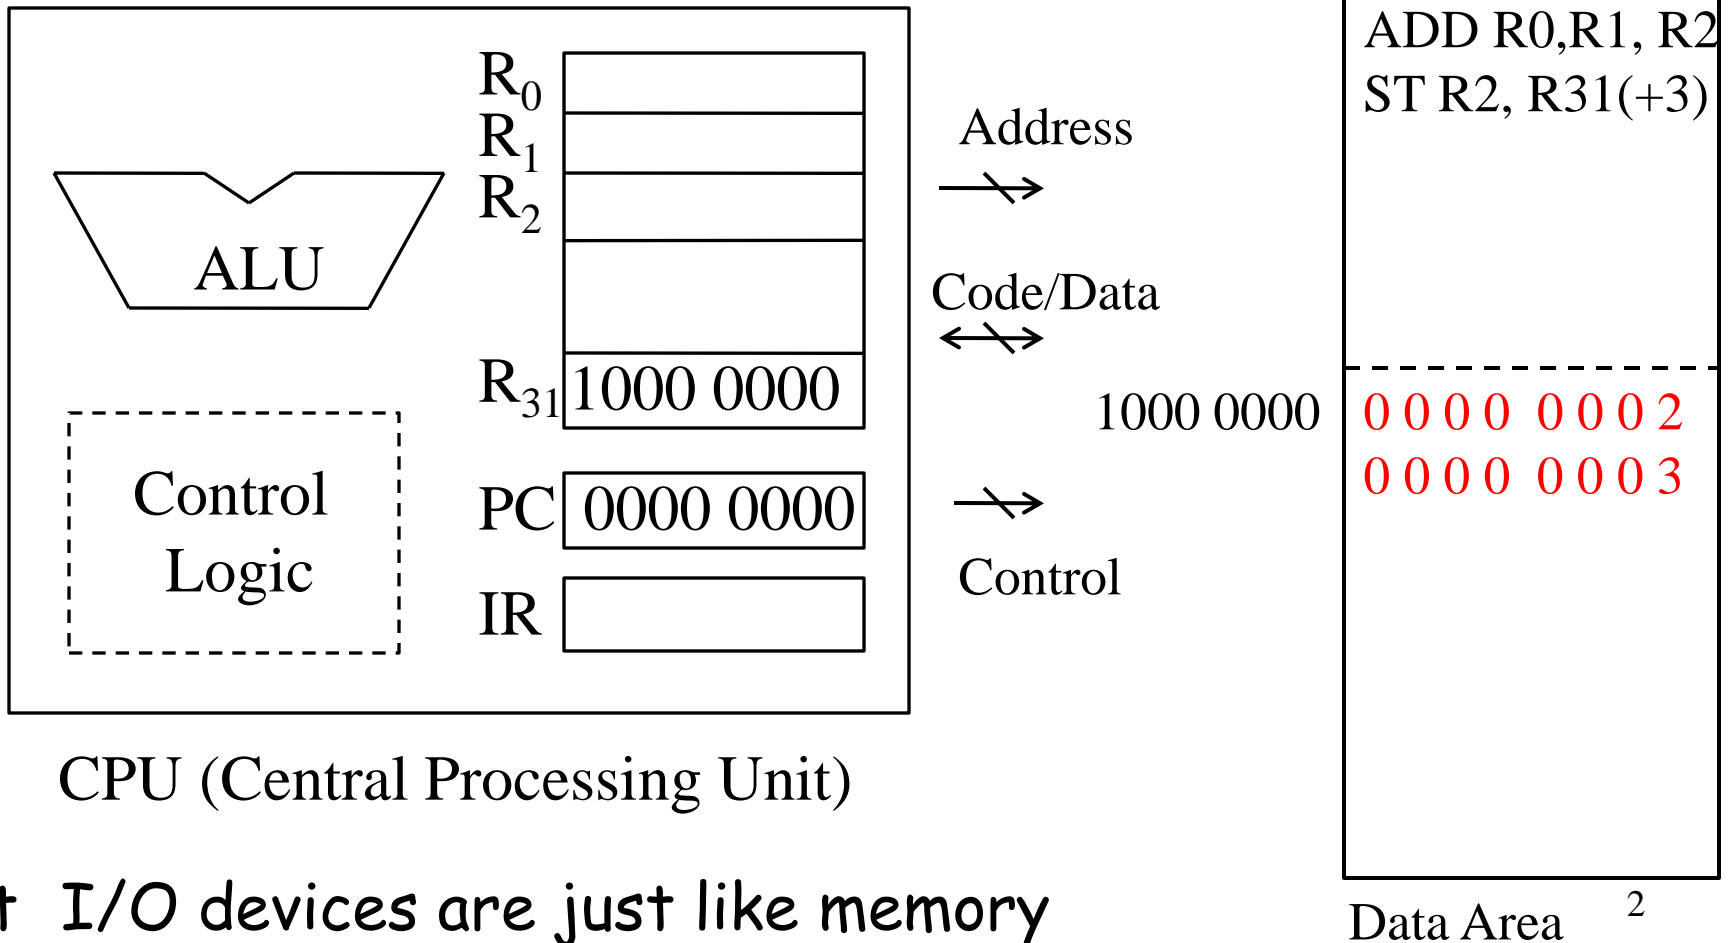 R0
R1
R2
ALU
R31 1000 0000
Control
Logic
PC 0000 0000
IR
CPU (Central Processing Unit)
Address
Code/Data
Control
ADD R0,R1, R2
ST R2, R31(+3)
1000 0000 0 0 0 0 0 0 0 2
0 0 0 0 0 0 0 3
t I/O devices are just like memory
Data Area
2